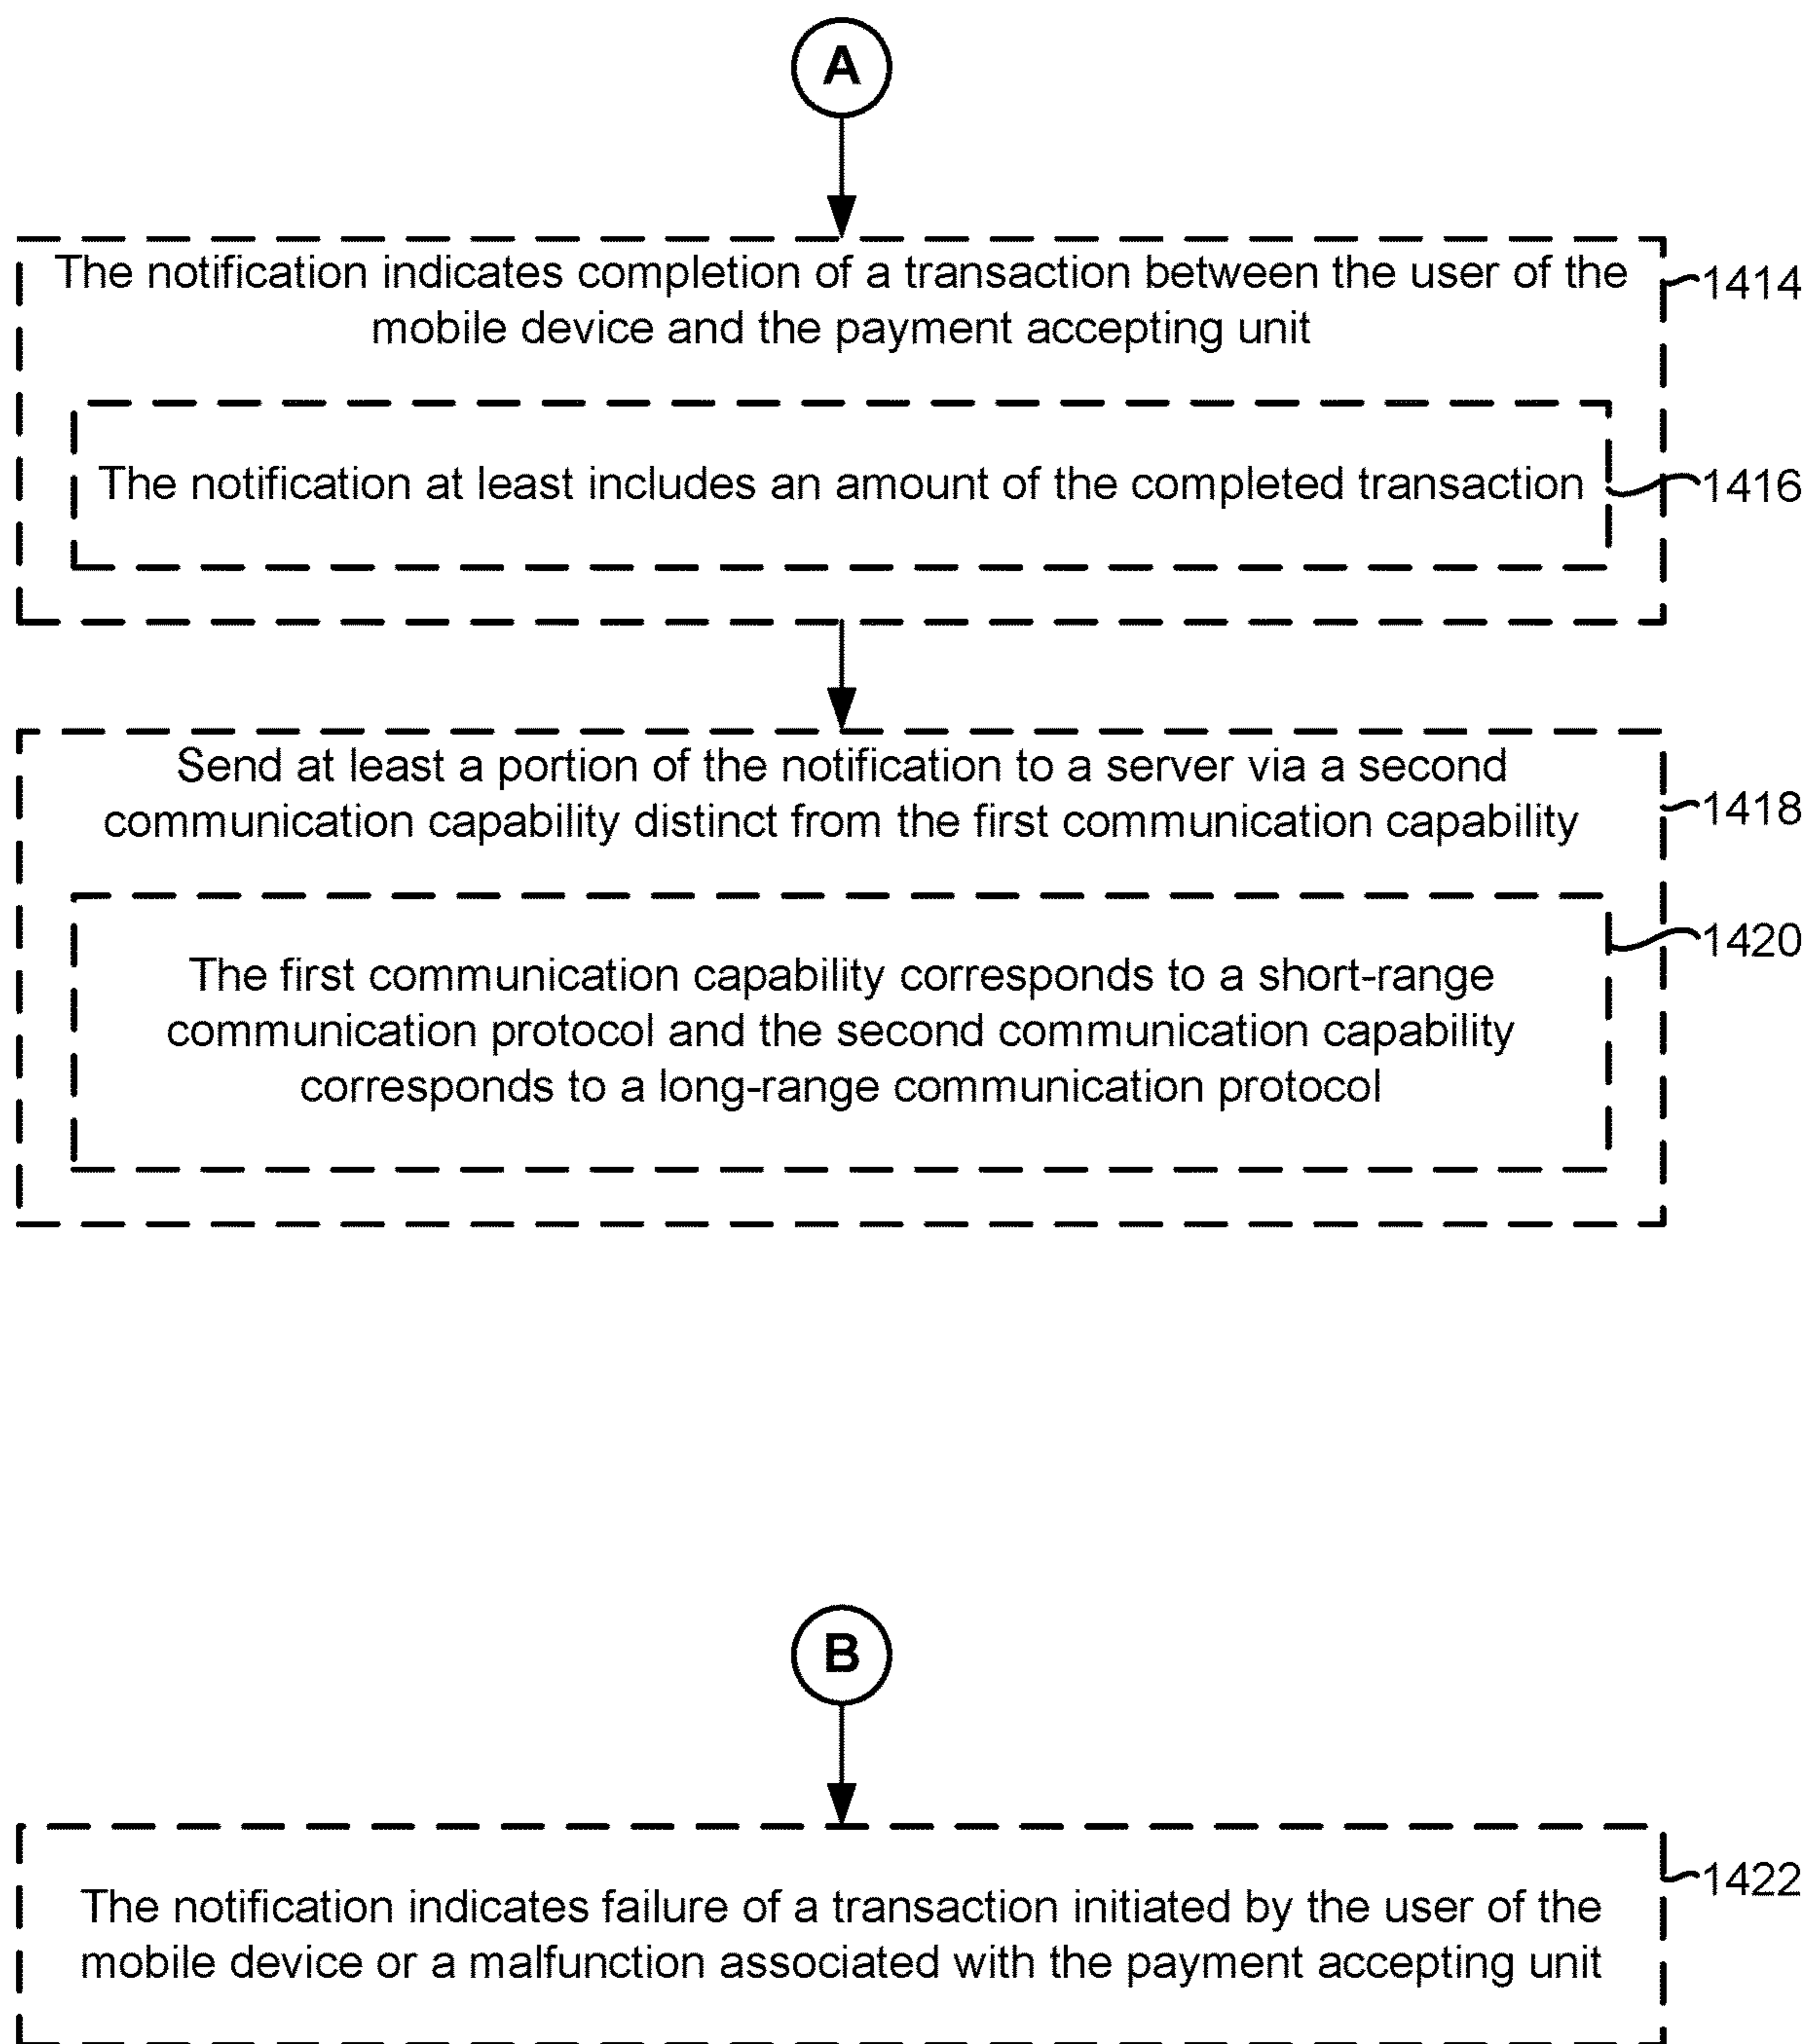 A
The notification indicates completion of a transaction between the user of the
mobile device and the payment accepting unit
1414
The notification at least includes an amount of the completed transaction
1416
Send at least a portion of the notification to a server via a second
communication capability distinct from the first communication capability
1418
The first communication capability corresponds to a short-range
communication protocol and the second communication capability
corresponds to a long-range communication protocol
1420
B
The notification indicates failure of a transaction initiated by the user of the
mobile device or a malfunction associated with the payment accepting unit
1422